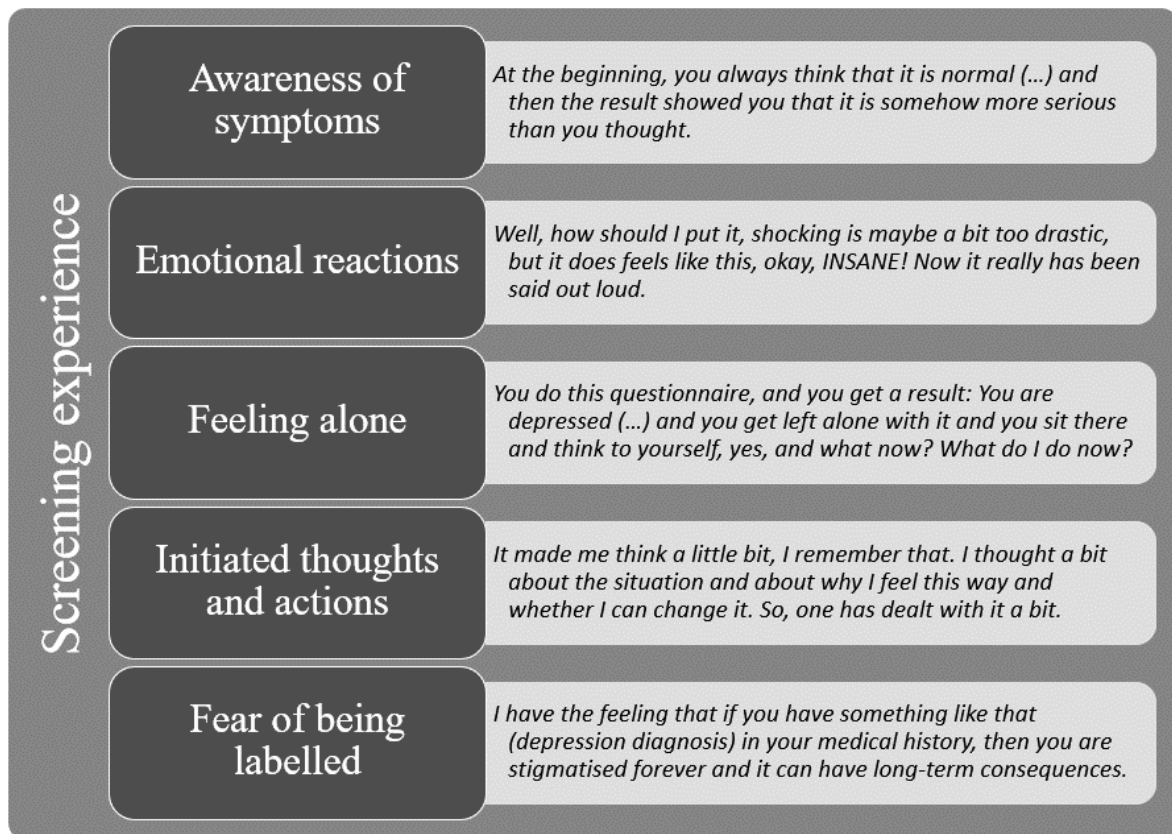 Screening experience
Awareness of
symptoms
At the beginning, you always think that it is normal (...) and
then the result showed you that it is somehow more serious
than you thought.
Emotional reactions
Well, how should I put it, shocking is maybe a bit too drastic,
but it does feels like this, okay, INSANE! Now it really has been
said out loud.
Feeling alone
You do this questionnaire, and you get a result: You are
depressed (...) and you get left alone with it and you sit there
and think to yourself, yes, and what now? What do I do now?
Initiated thoughts
and actions
It made me think a little bit, I remember that. I thought a bit
about the situation and about why I feel this way and
whether I can change it. So, one has dealt with it a bit.
Fear of being
labelled
I have the feeling that if you have something like that
(depression diagnosis) in your medical history, then you are
stigmatised forever and it can have long-term consequences.